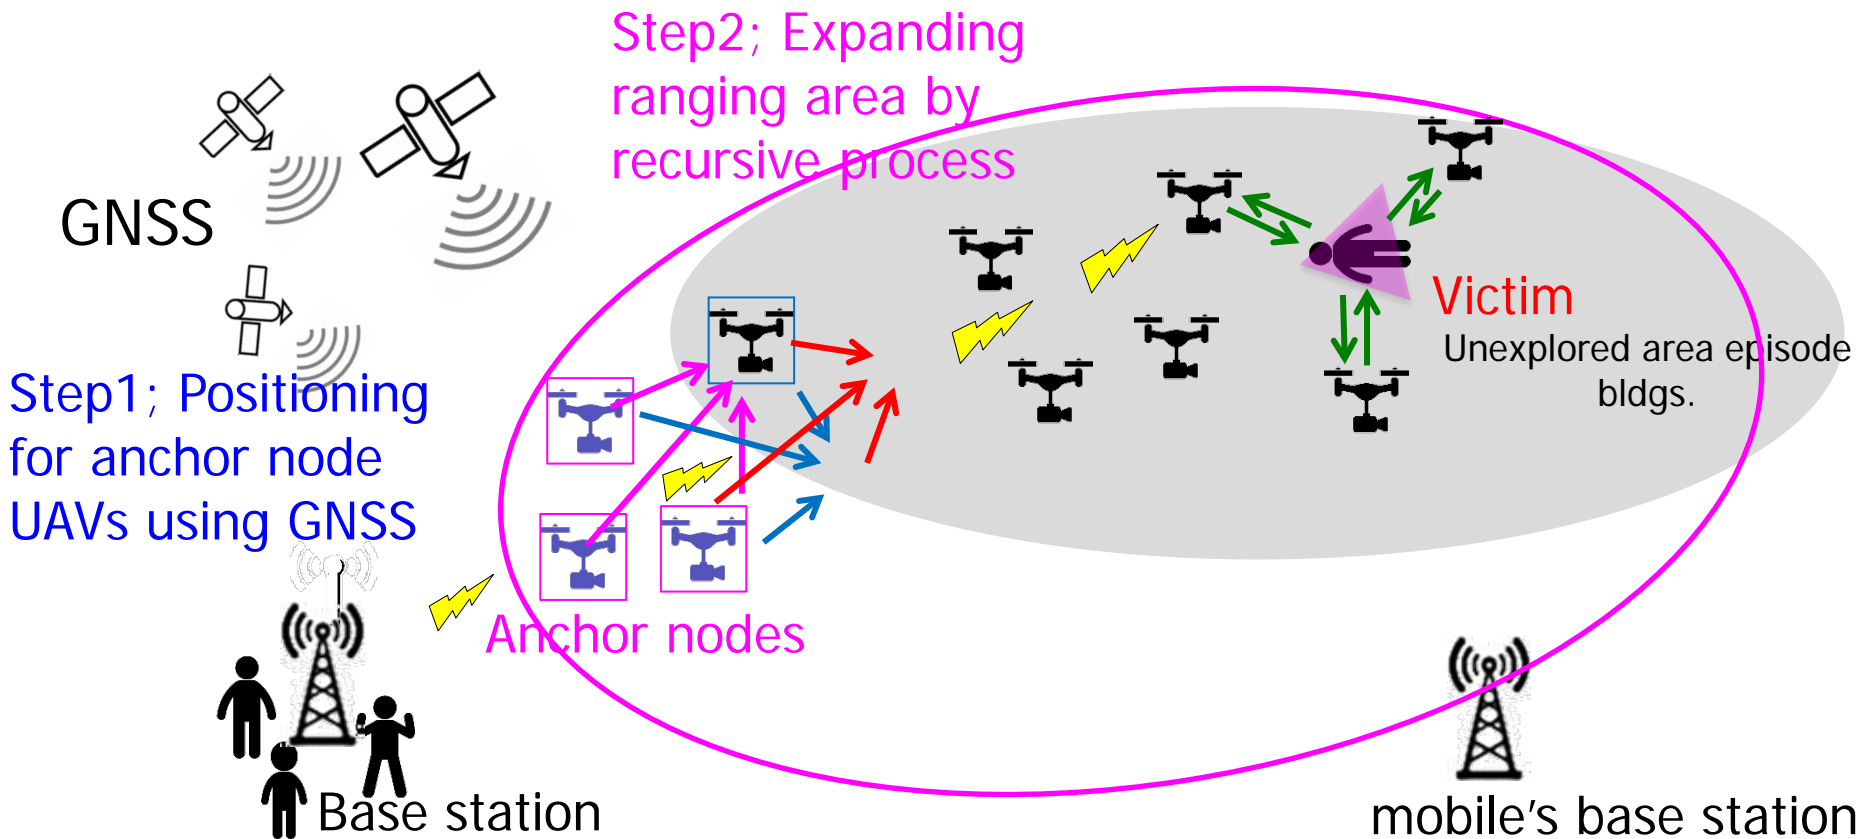 Step2; Expanding
ranging area by
recursive process
GNSS
Victim
Unexplored area episode
bldgs.
Step1; Positioning
for anchor node
UAVs using GNSS
Anchor nodes
Base station
mobile's base station